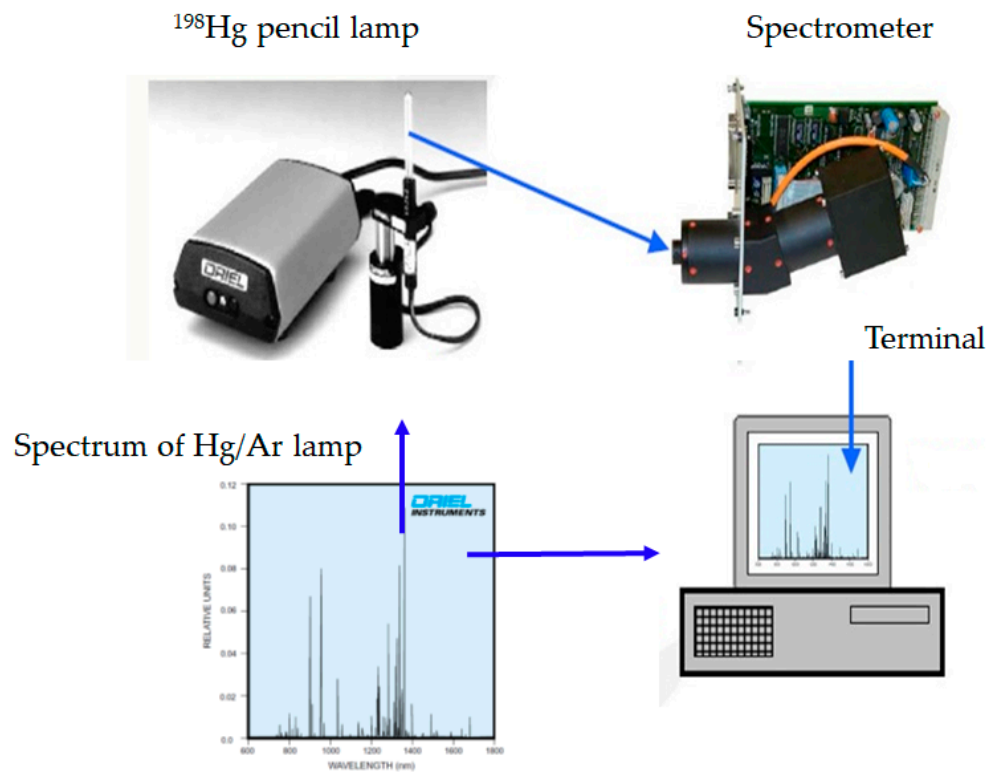 ¹⁹⁸Hg pencil lamp
Spectrometer
ORIEL
Terminal
Spectrum of Hg/Ar lamp
ORIEL
INSTRUMENTS
0.12
0.10
0.08
0.06
0.04
0.02
0.0
RELATIVE UNITS
600 800 1000 1200 1400 1600 1800
WAVELENGTH (nm)